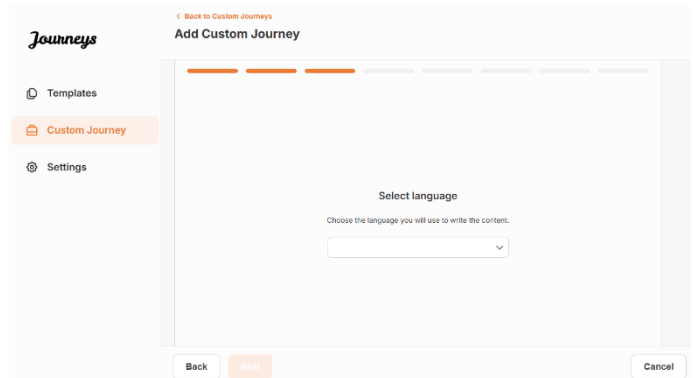 Journeys
Templates
Custom Journey
Settings
Back to Custom Journeys
Add Custom Journey
Select language
Choose the language you will use to write the content.
Back
Next
Cancel